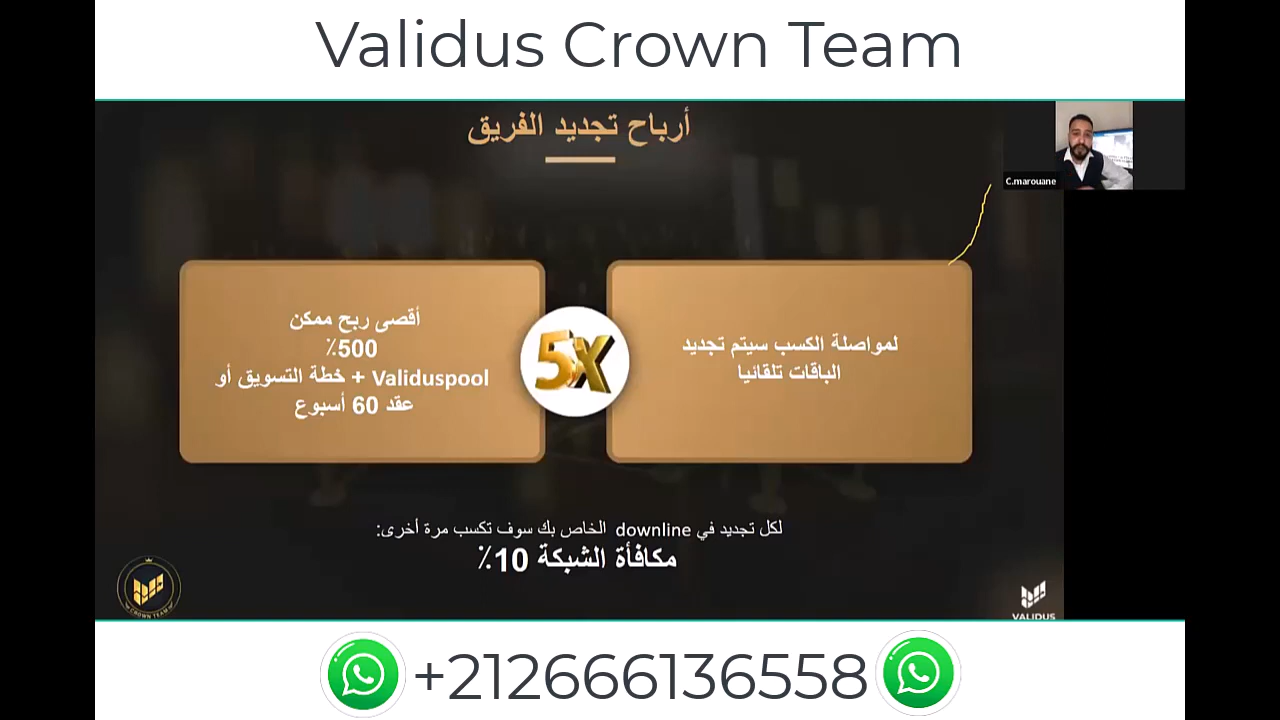 Validus Crown Team
أرباح تجديد الفريق
C.marouane
لمواصلة الكسب سيتم تجديد
الباقات تلقائيا
5X
أقصى ربح ممكن
500٪
Validuspool + خطة التسويق أو
عقد 60 أسبوع
لكل تجديد في downline الخاص بك سوف تكسب مرة أخرى:
مكافأة الشبكة 10٪
CROWN TEAM
VALIDUS
+212666136558